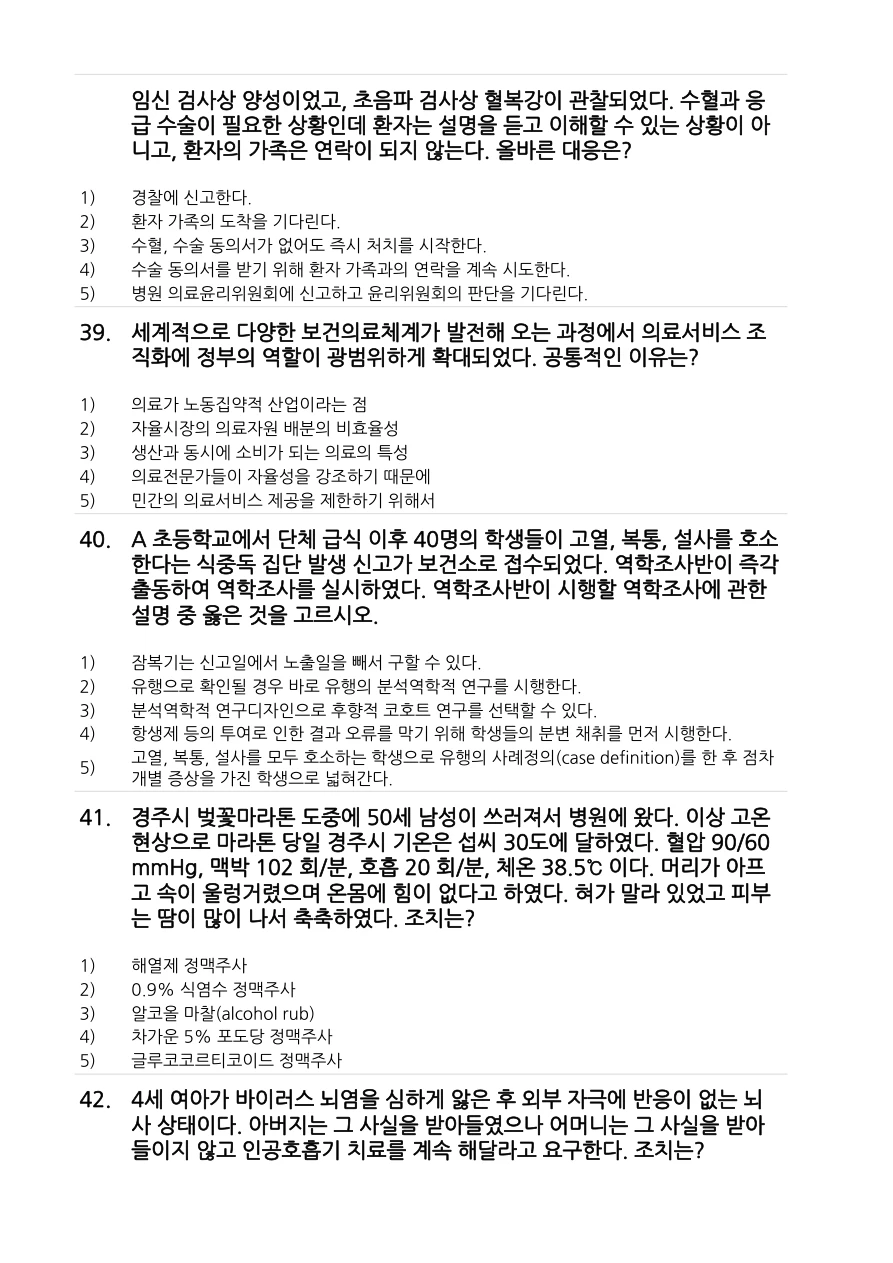 임신 검사상 양성이었고, 초음파 검사상 혈복강이 관찰되었다. 수혈과 응
급 수술이 필요한 상황인데 환자는 설명을 듣고 이해할 수 있는 상황이 아
니고, 환자의 가족은 연락이 되지 않는다. 올바른 대응은?
1) 경찰에 신고한다.
2) 환자 가족의 도착을 기다린다.
3) 수혈, 수술 동의서가 없어도 즉시 처치를 시작한다.
4) 수술 동의서를 받기 위해 환자 가족과의 연락을 계속 시도한다.
5) 병원 의료윤리위원회에 신고하고 윤리위원회의 판단을 기다린다.
39. 세계적으로 다양한 보건의료체계가 발전해 오는 과정에서 의료서비스 조
직화에 정부의 역할이 광범위하게 확대되었다. 공통적인 이유는?
1) 의료가 노동집약적 산업이라는 점
2) 자율시장의 의료자원 배분의 비효율성
3) 생산과 동시에 소비가 되는 의료의 특성
4) 의료전문가들이 자율성을 강조하기 때문에
5) 민간의 의료서비스 제공을 제한하기 위해서
40. A 초등학교에서 단체 급식 이후 40명의 학생들이 고열, 복통, 설사를 호소
한다는 식중독 집단 발생 신고가 보건소로 접수되었다. 역학조사반이 즉각
출동하여 역학조사를 실시하였다. 역학조사반이 시행할 역학조사에 관한
설명 중 옳은 것을 고르시오.
1) 잠복기는 신고일에서 노출일을 빼서 구할 수 있다.
2) 유행으로 확인될 경우 바로 유행의 분석역학적 연구를 시행한다.
3) 분석역학적 연구디자인으로 후향적 코호트 연구를 선택할 수 있다.
4) 항생제 등의 투여로 인한 결과 오류를 막기 위해 학생들의 분변 채취를 먼저 시행한다.
5) 고열, 복통, 설사를 모두 호소하는 학생으로 유행의 사례정의(case definition)를 한 후 점차
개별 증상을 가진 학생으로 넓혀간다.
41. 경주시 벚꽃마라톤 도중에 50세 남성이 쓰러져서 병원에 왔다. 이상 고온
현상으로 마라톤 당일 경주시 기온은 섭씨 30도에 달하였다. 혈압 90/60
mmHg, 맥박 102 회/분, 호흡 20 회/분, 체온 38.5℃ 이다. 머리가 아프
고 속이 울렁거렸으며 온몸에 힘이 없다고 하였다. 혀가 말라 있었고 피부
는 땀이 많이 나서 축축하였다. 조치는?
1) 해열제 정맥주사
2) 0.9% 식염수 정맥주사
3) 알코올 마찰(alcohol rub)
4) 차가운 5% 포도당 정맥주사
5) 글루코코르티코이드 정맥주사
42. 4세 여아가 바이러스 뇌염을 심하게 앓은 후 외부 자극에 반응이 없는 뇌
사 상태이다. 아버지는 그 사실을 받아들였으나 어머니는 그 사실을 받아
들이지 않고 인공호흡기 치료를 계속 해달라고 요구한다. 조치는?